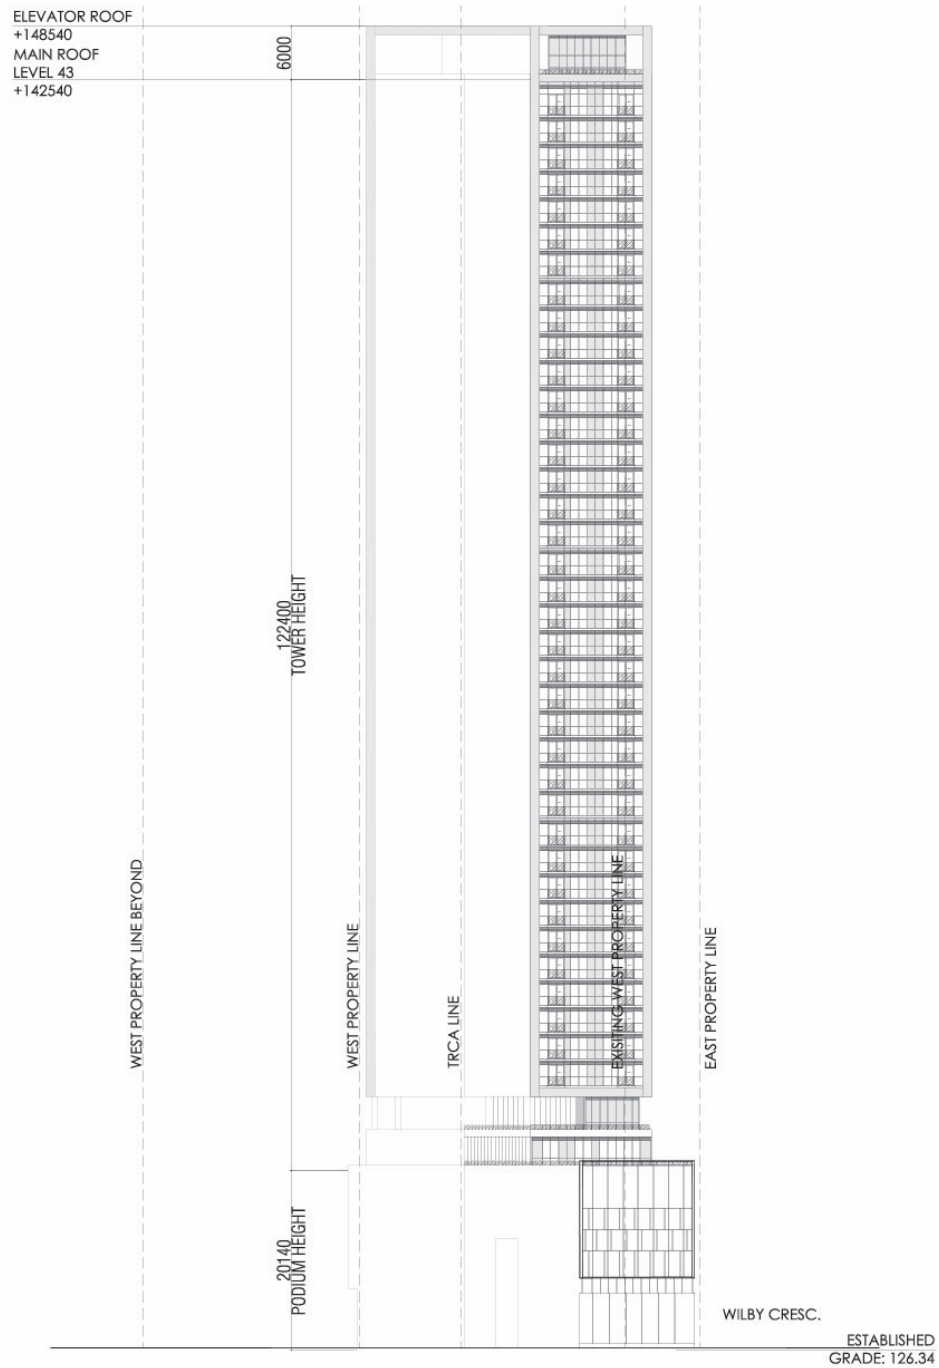 ELEVATOR ROOF
+148540
MAIN ROOF
LEVEL 43
+142540
6000
122400
TOWER HEIGHT
WEST PROPERTY LINE BEYOND
WEST PROPERTY LINE
TRCA LINE
EXISITING WEST PROPERTY LINE
EAST PROPERTY LINE
20140
PODIUM HEIGHT
WILBY CRESC.
ESTABLISHED
GRADE: 126.34